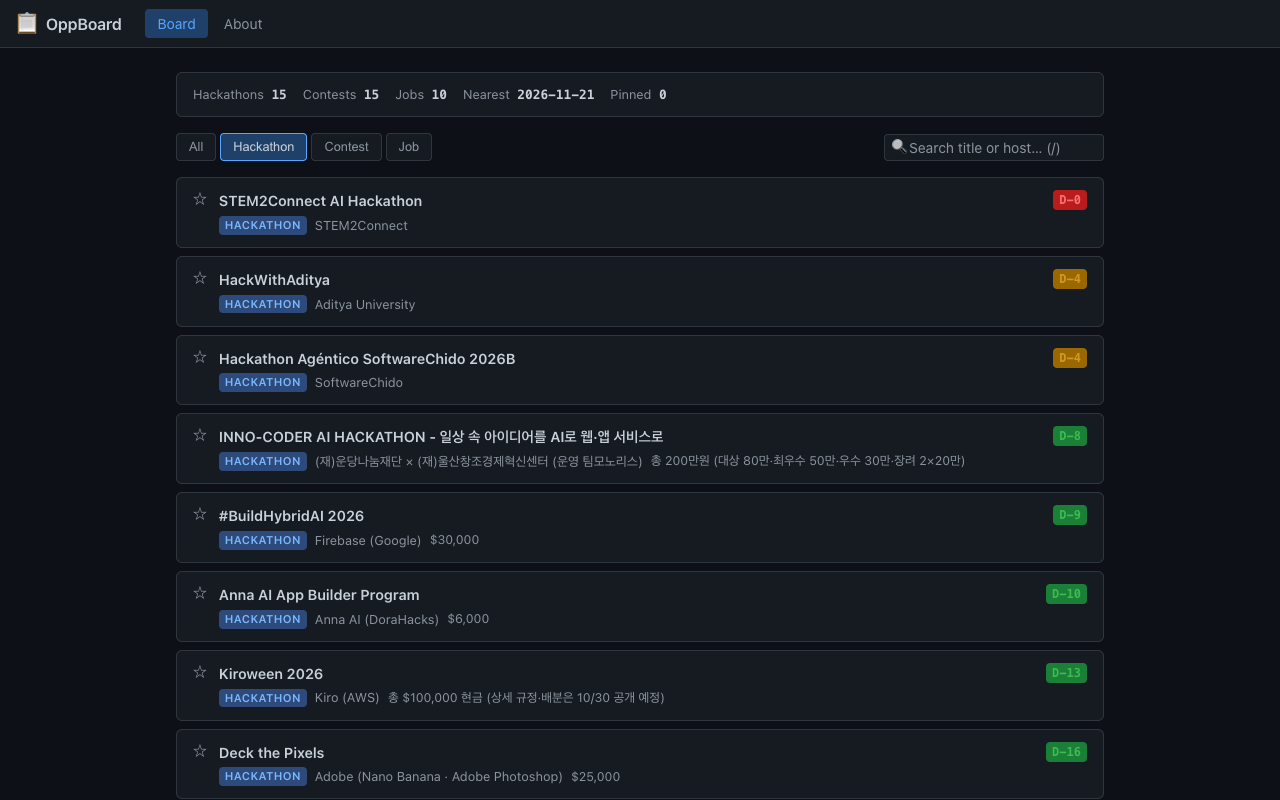 OppBoard Board About
Hackathons 15 Contests 15 Jobs 10 Nearest 2026-11-21 Pinned 0
All Hackathon Contest Job Search title or host... (/)
STEM2Connect AI Hackathon D-0
HACKATHON STEM2Connect
HackWithAditya D-4
HACKATHON Aditya University
Hackathon Agéntico SoftwareChido 2026B D-4
HACKATHON SoftwareChido
INNO-CODER AI HACKATHON - 일상 속 아이디어를 AI로 웹·앱 서비스로 D-8
HACKATHON (재)운당나눔재단 × (재)울산창조경제혁신센터 (운영 팀모노리스) 총 200만원 (대상 80만·최우수 50만·우수 30만·장려 2×20만)
#BuildHybridAI 2026 D-9
HACKATHON Firebase (Google) $30,000
Anna AI App Builder Program D-10
HACKATHON Anna AI (DoraHacks) $6,000
Kiroween 2026 D-13
HACKATHON Kiro (AWS) 총 $100,000 현금 (상세 규정·배분은 10/30 공개 예정)
Deck the Pixels D-16
HACKATHON Adobe (Nano Banana · Adobe Photoshop) $25,000